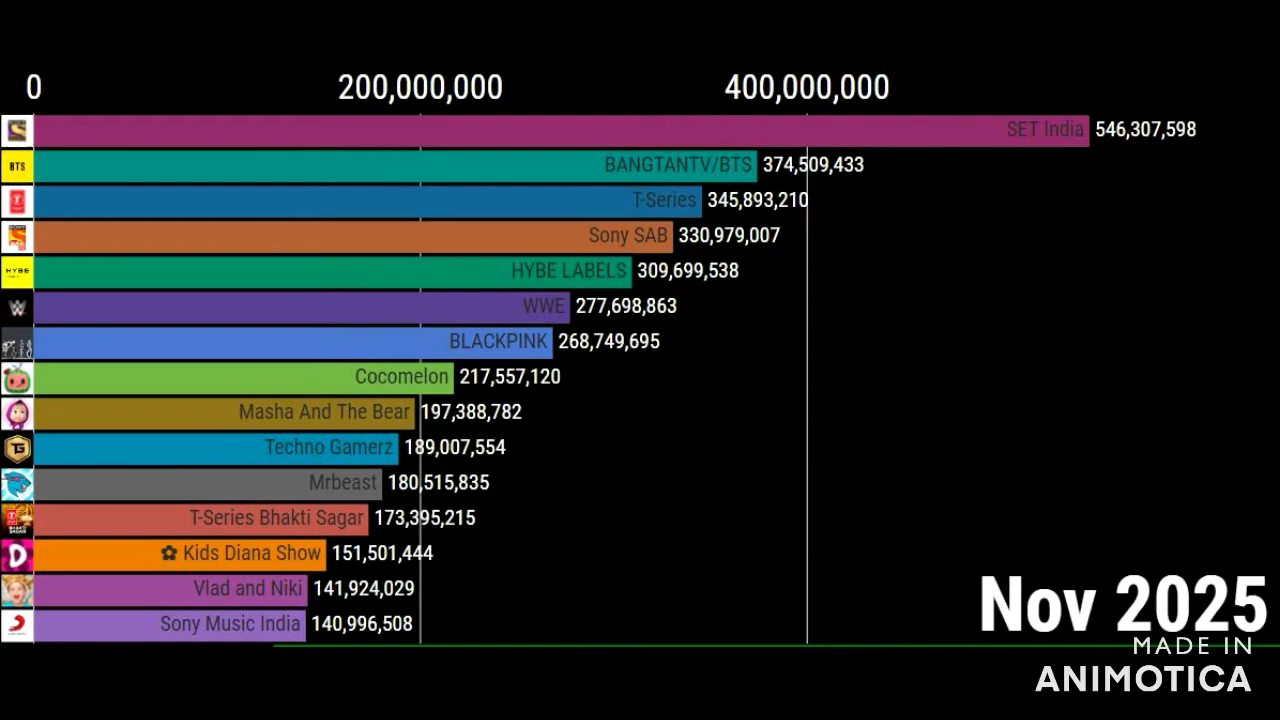 0 200,000,000 400,000,000
SET India 546,307,598
BTS BANGTANTV/BTS 374,509,433
T-Series 345,893,210
Sony SAB 330,979,007
HYBE HYBE LABELS 309,699,538
WWE 277,698,863
BLACKPINK 268,749,695
Cocomelon 217,557,120
Masha And The Bear 197,388,782
TG Techno Gamerz 189,007,554
Mrbeast 180,515,835
T-Series Bhakti Sagar 173,395,215
✿ Kids Diana Show 151,501,444
Vlad and Niki 141,924,029
Sony Music India 140,996,508
Nov 2025
MADE IN
ANIMOTICA